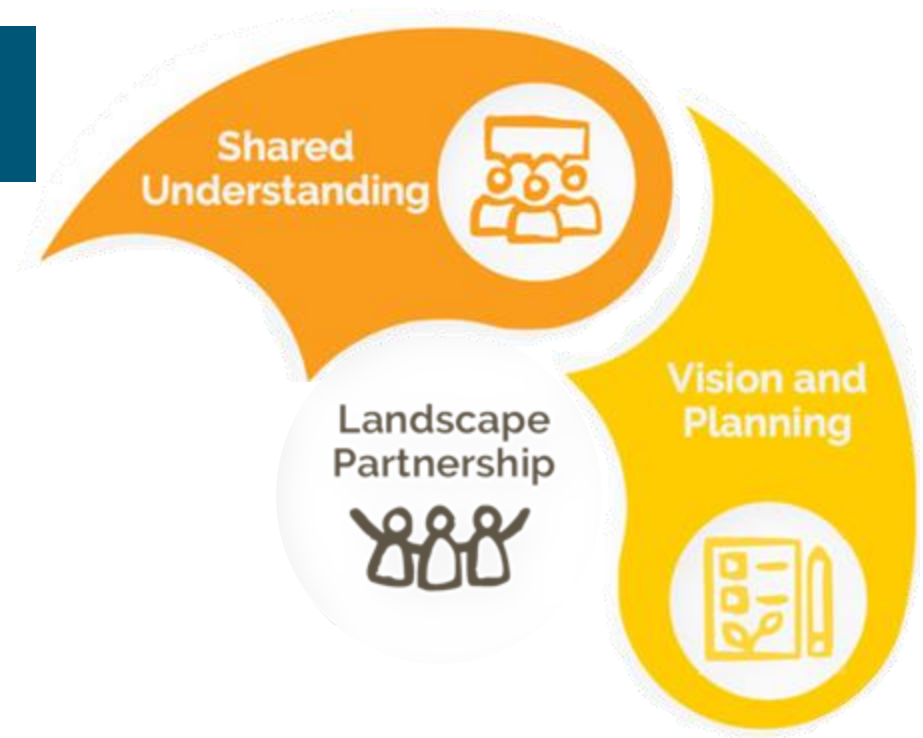 Shared
Understanding
Vision and
Planning
Landscape
Partnership